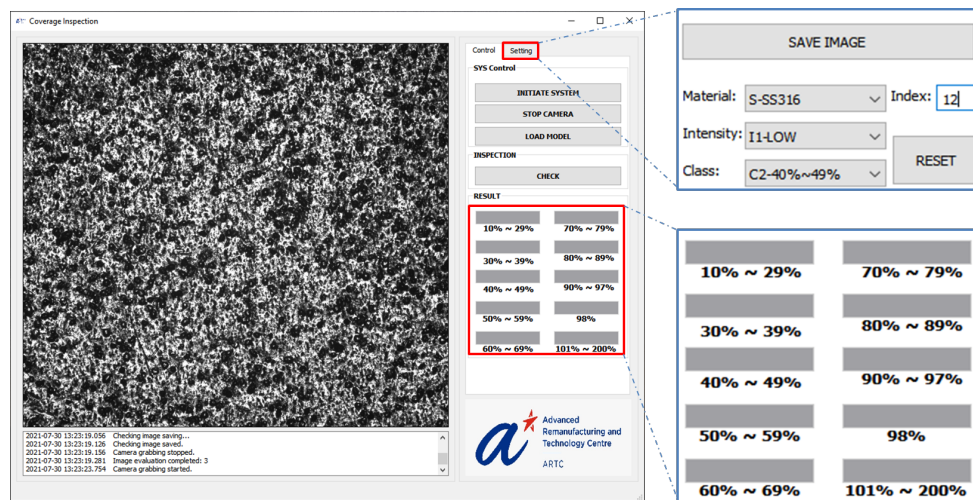 Coverage Inspection
Control Setting
SYS Control
INITIATE SYSTEM
STOP CAMERA
LOAD MODEL
INSPECTION
CHECK
RESULT
10% ~ 29% 70% ~ 79%
30% ~ 39% 80% ~ 89%
40% ~ 49% 90% ~ 97%
50% ~ 59% 98%
60% ~ 69% 101% ~ 200%
Advanced
Remanufacturing and
Technology Centre
ARTC
2021-07-30 13:23:19.056 Checking image saving...
2021-07-30 13:23:19.126 Checking image saved.
2021-07-30 13:23:19.156 Camera grabbing stopped.
2021-07-30 13:23:19.281 Image evaluation completed: 3
2021-07-30 13:23:23.754 Camera grabbing started.
SAVE IMAGE
Material: S-SS316 Index: 12
Intensity: I1-LOW
Class: C2-40%~49% RESET
10% ~ 29% 70% ~ 79%
30% ~ 39% 80% ~ 89%
40% ~ 49% 90% ~ 97%
50% ~ 59% 98%
60% ~ 69% 101% ~ 200%